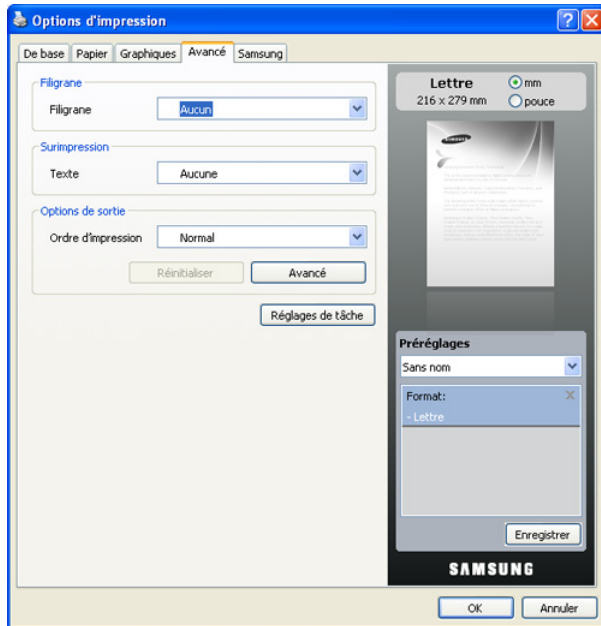 Options d'impression
De base Papier Graphiques Avancé Samsung
Filigrane
Filigrane Aucun
Surimpression
Texte Aucune
Options de sortie
Ordre d'impression Normal
Réinitialiser Avancé
Réglages de tâche
Lettre
216 x 279 mm
mm
pouce
SAMSUNG
Préréglages
Sans nom
Format:
- Lettre
Enregistrer
SAMSUNG
OK Annuler